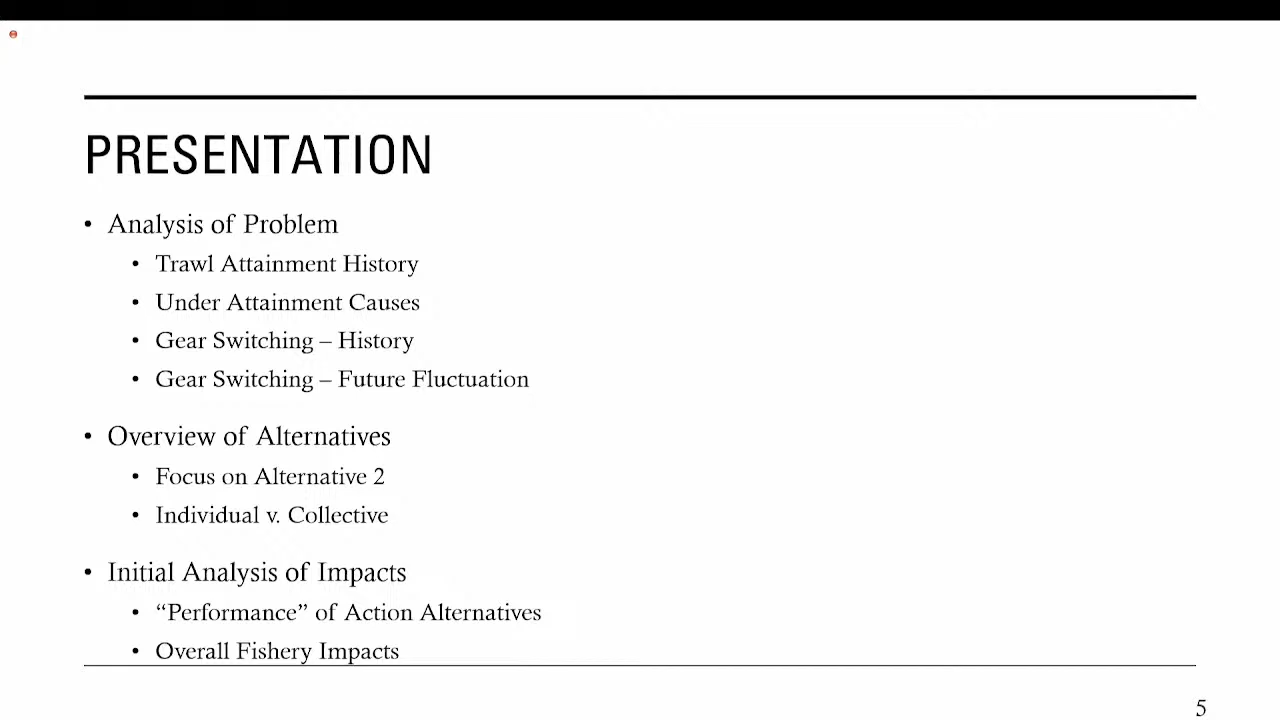 PRESENTATION
• Analysis of Problem
• Trawl Attainment History
• Under Attainment Causes
• Gear Switching – History
• Gear Switching – Future Fluctuation
• Overview of Alternatives
• Focus on Alternative 2
• Individual v. Collective
• Initial Analysis of Impacts
• “Performance” of Action Alternatives
• Overall Fishery Impacts
5